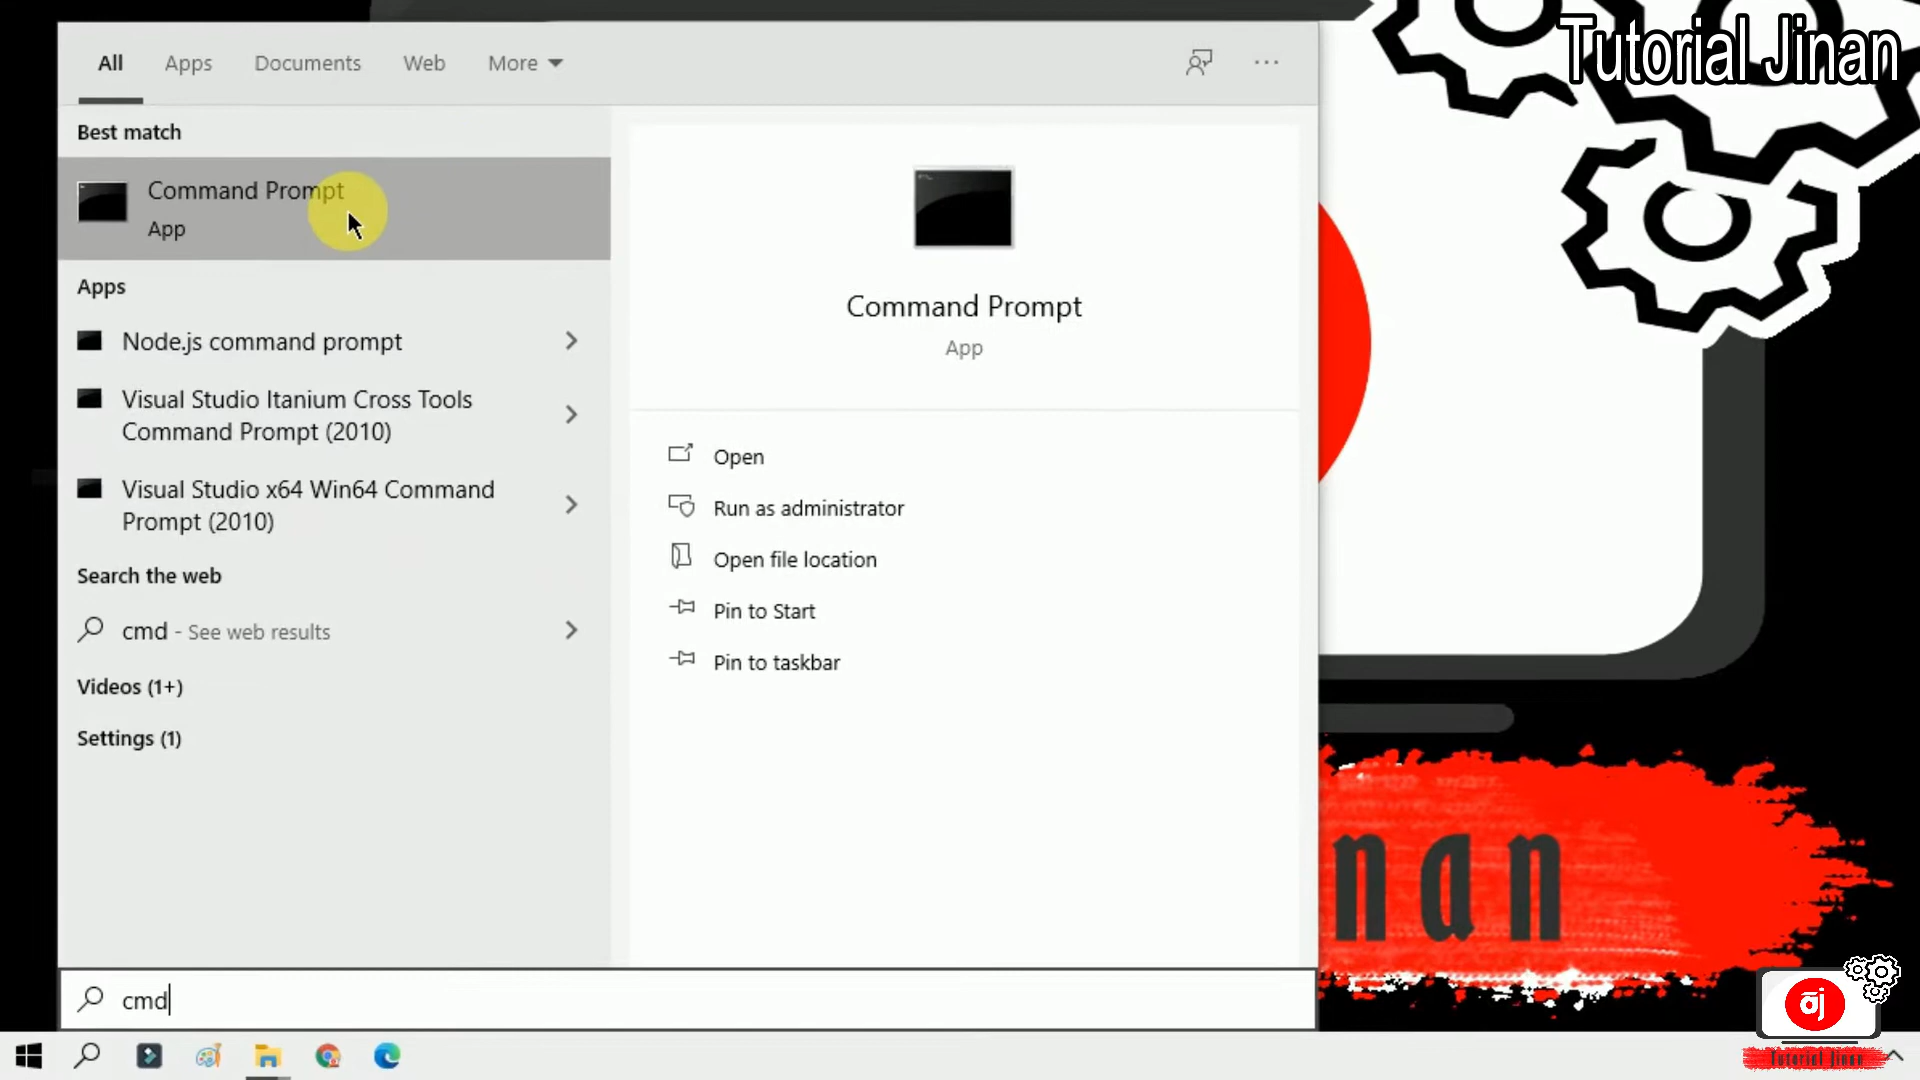 Tutorial Jinan
All
Apps
Documents
Web
More
Best match
Command Prompt
App
Apps
Node.js command prompt
Visual Studio Itanium Cross Tools
Command Prompt (2010)
Visual Studio x64 Win64 Command
Prompt (2010)
Search the web
cmd - See web results
Videos (1+)
Settings (1)
Command Prompt
App
Open
Run as administrator
Open file location
Pin to Start
Pin to taskbar
nan
cmd
aj
Tutorial Jinan